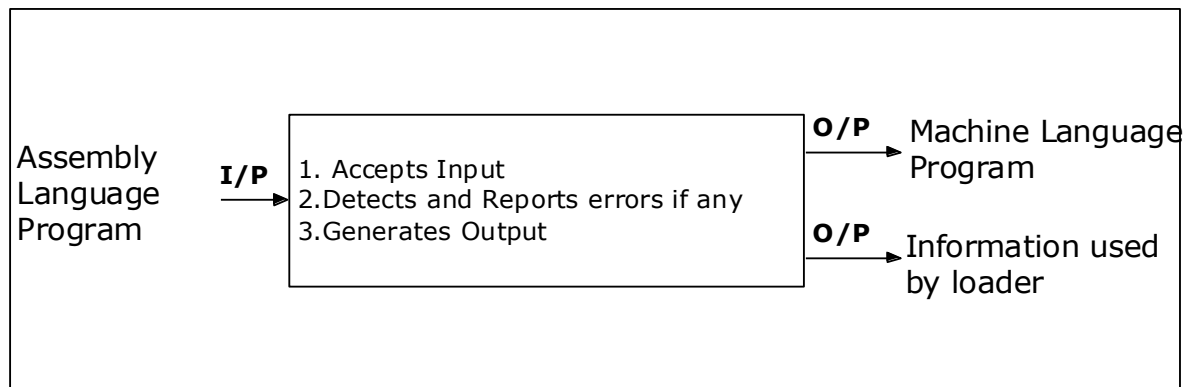 Assembly
Language
Program
I/P
1. Accepts Input
2.Detects and Reports errors if any
3.Generates Output
O/P
Machine Language
Program
O/P
Information used
by loader